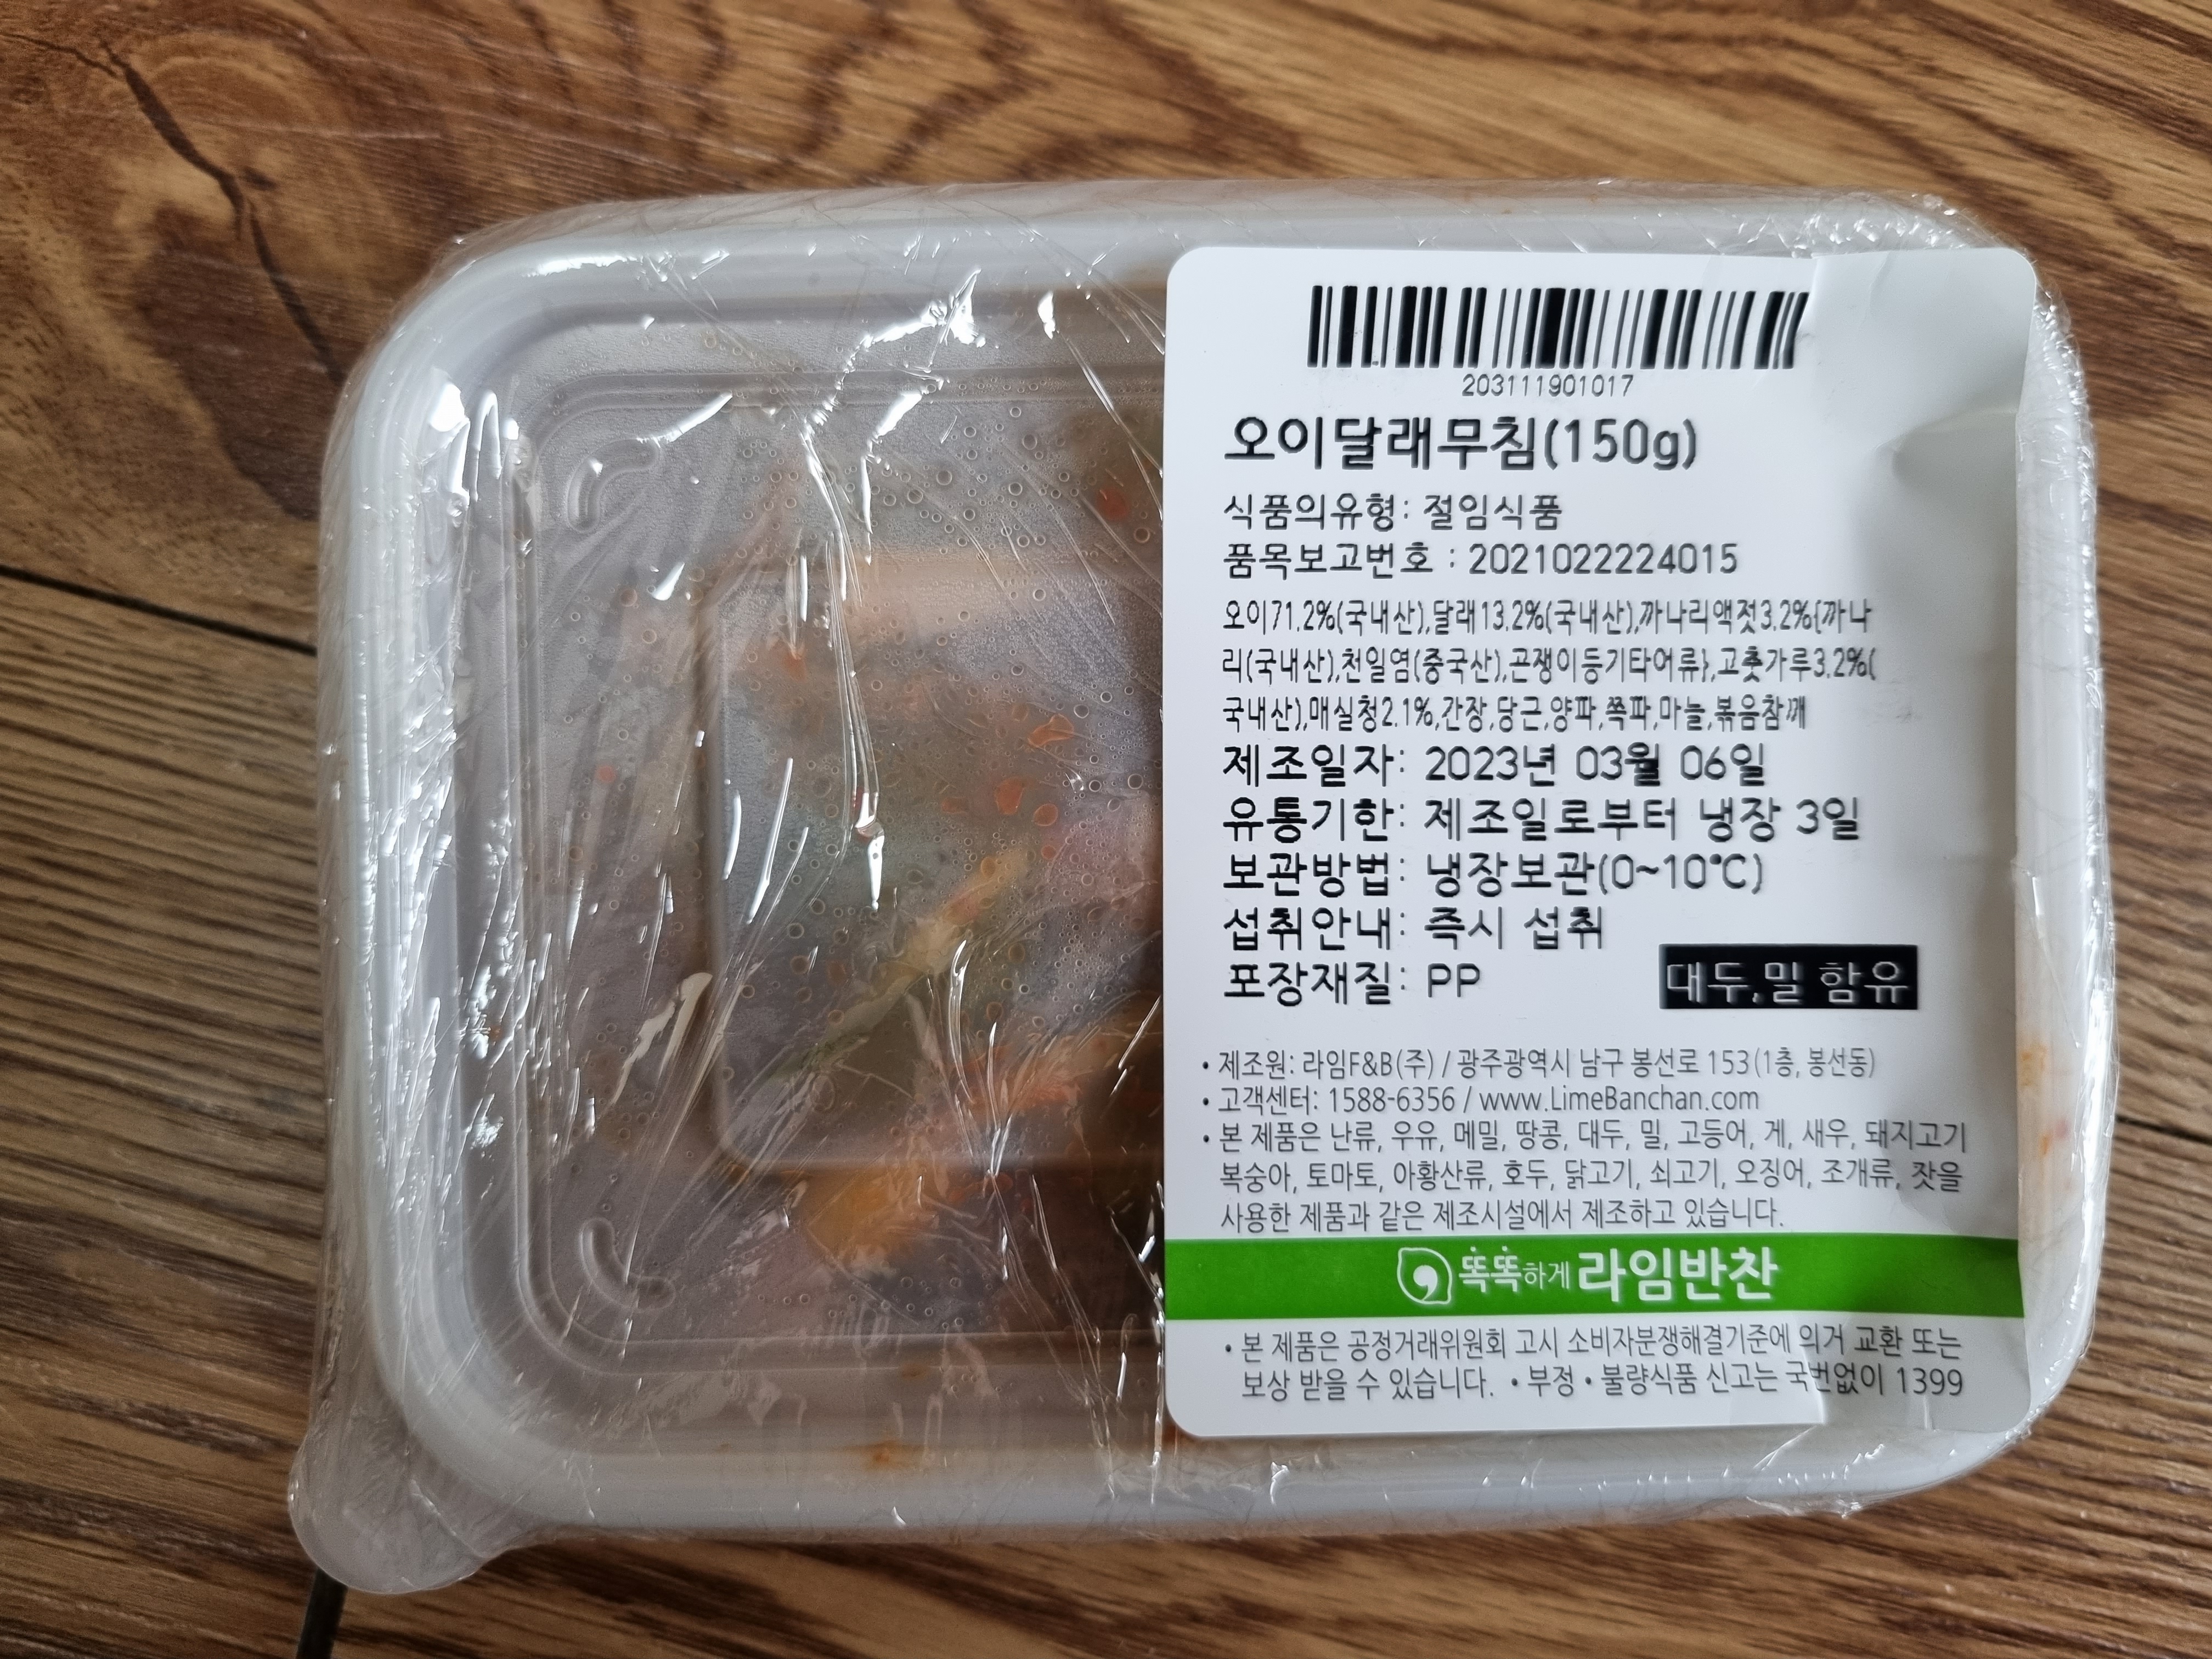 203111901017
오이달래무침(150g)
식품의유형: 절임식품
품목보고번호 : 2021022224015
오이71.2%(국내산),달래13.2%(국내산),까나리액젓3.2%{까나
리(국내산),천일염(중국산),곤쟁이등기타어류},고춧가루3.2%(
국내산),매실청2.1%,간장,당근,양파,쪽파,마늘,볶음참깨
제조일자: 2023년 03월 06일
유통기한: 제조일로부터 냉장 3일
보관방법: 냉장보관(0~10℃)
섭취안내: 즉시 섭취
포장재질: PP
대두,밀 함유
• 제조원: 라임F&B(주) / 광주광역시 남구 봉선로 153(1층, 봉선동)
• 고객센터: 1588-6356 / www.LimeBanchan.com
• 본 제품은 난류, 우유, 메밀, 땅콩, 대두, 밀, 고등어, 게, 새우, 돼지고기
복숭아, 토마토, 아황산류, 호두, 닭고기, 쇠고기, 오징어, 조개류, 잣을
사용한 제품과 같은 제조시설에서 제조하고 있습니다.
똑똑하게 라임반찬
• 본 제품은 공정거래위원회 고시 소비자분쟁해결기준에 의거 교환 또는
보상 받을 수 있습니다. • 부정 • 불량식품 신고는 국번없이 1399